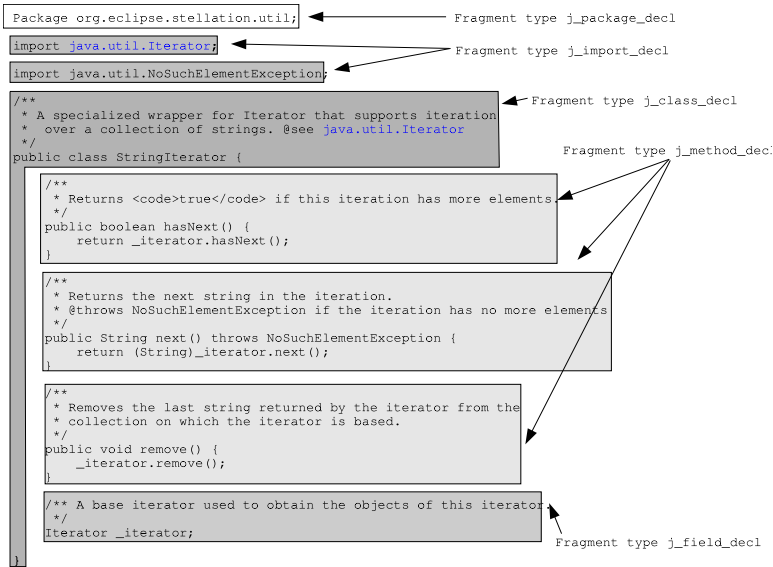 Package org.eclipse.stellation.util;
Fragment type j_package_decl
import java.util.Iterator;
Fragment type j_import_decl
import java.util.NoSuchElementException;
/**
* A specialized wrapper for Iterator that supports iteration
* over a collection of strings. @see java.util.Iterator
*/
public class StringIterator {
Fragment type j_class_decl
Fragment type j_method_decl
/**
* Returns <code>true</code> if this iteration has more elements.
*/
public boolean hasNext() {
return _iterator.hasNext();
}
/**
* Returns the next string in the iteration.
* @throws NoSuchElementException if the iteration has no more elements
*/
public String next() throws NoSuchElementException {
return (String)_iterator.next();
}
/**
* Removes the last string returned by the iterator from the
* collection on which the iterator is based.
*/
public void remove() {
_iterator.remove();
}
/** A base iterator used to obtain the objects of this iterator.
*/
Iterator _iterator;
Fragment type j_field_decl
}